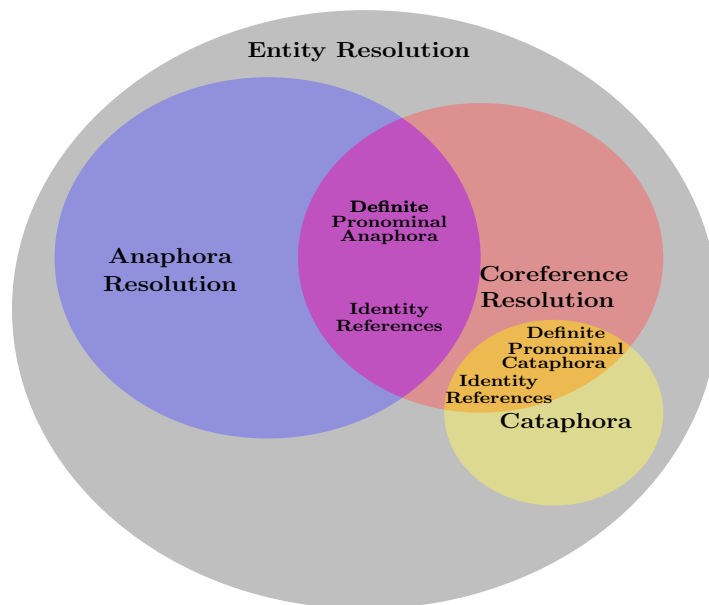 Entity Resolution
Definite
Pronominal
Anaphora
Anaphora
Resolution
Identity
References
Coreference
Resolution
Definite
Pronominal
Cataphora
Identity
References
Cataphora